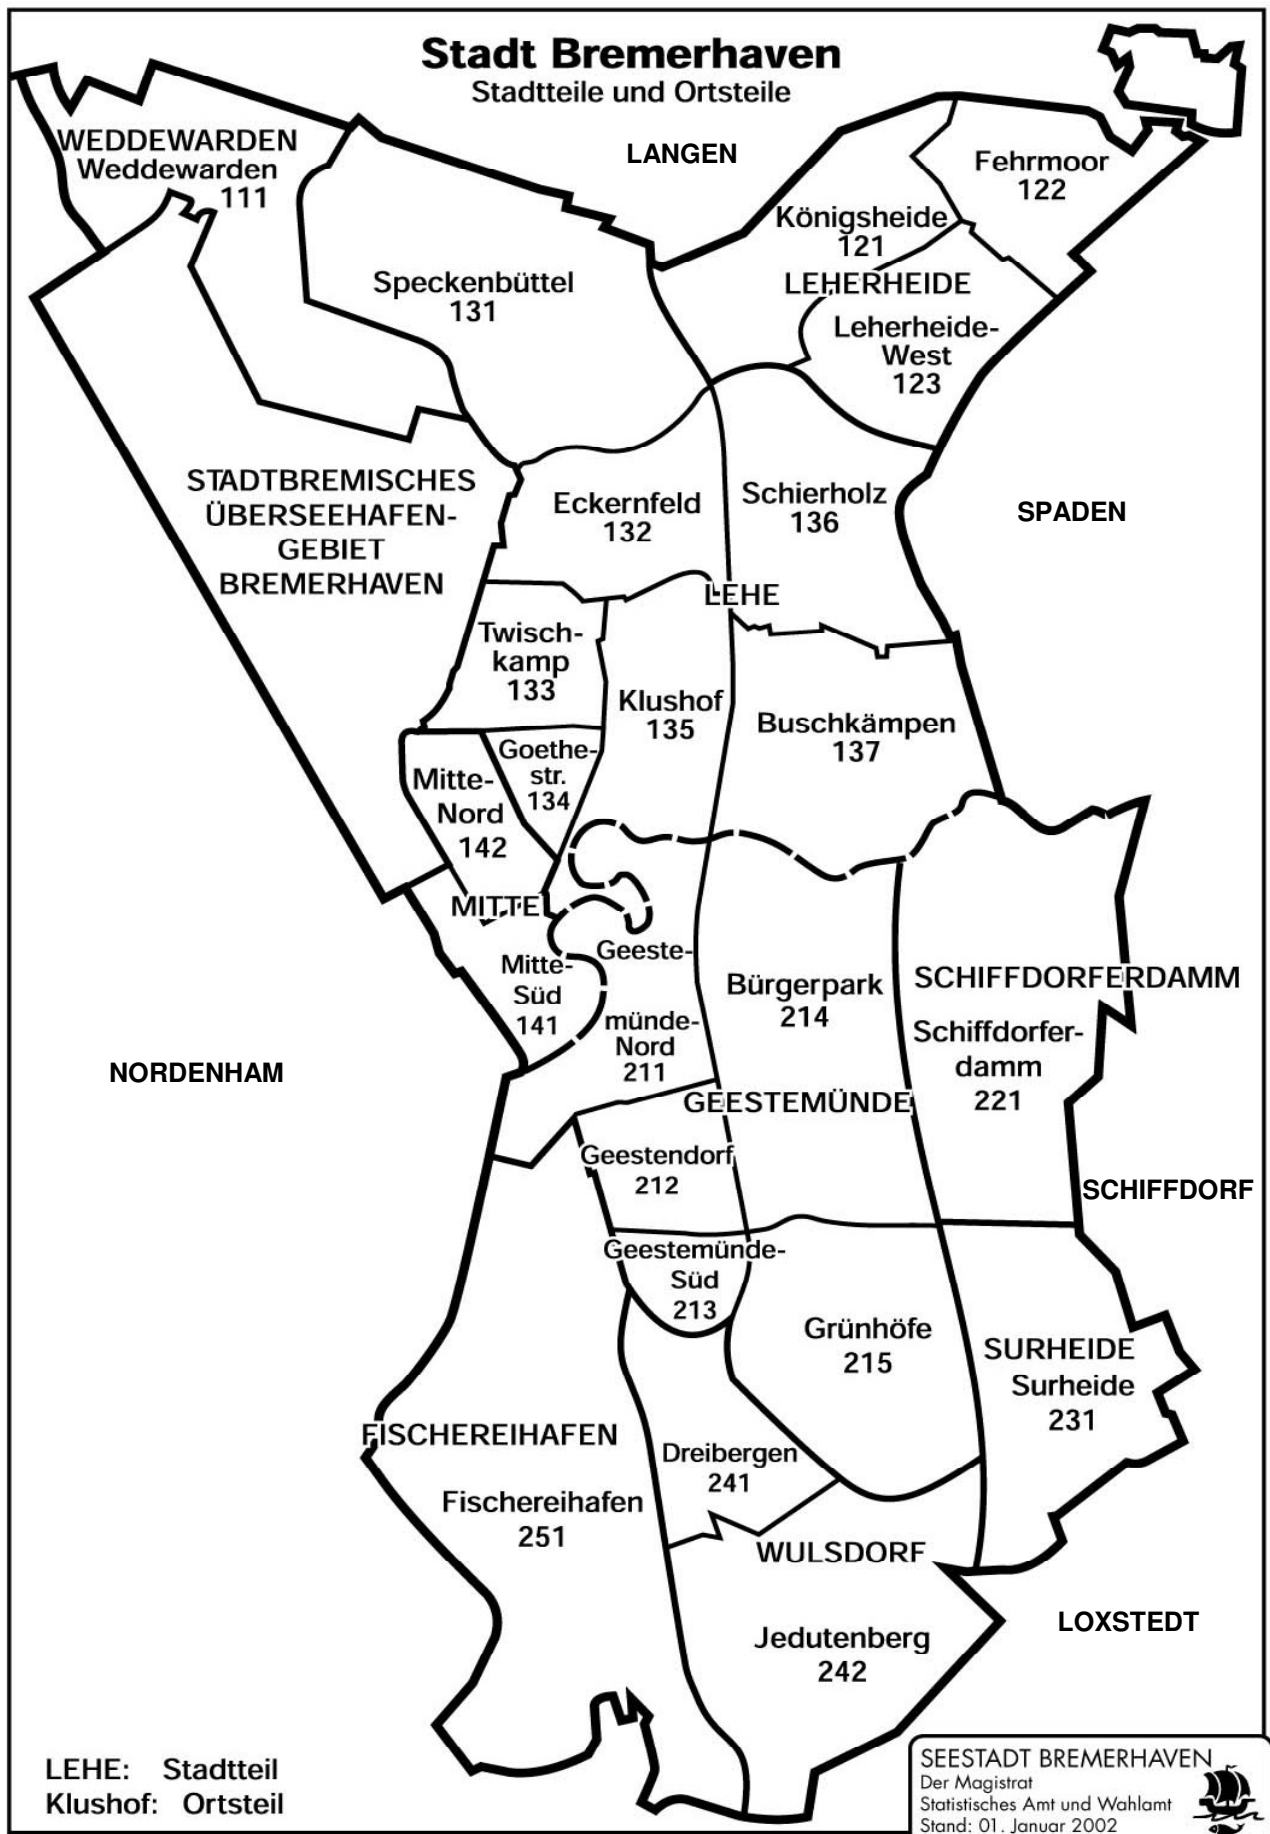 Stadt Bremerhaven
Stadtteile und Ortsteile
WEDDEWARDEN
Weddewarden
111
LANGEN
Fehrmoor
122
Königsheide
121
Speckenbüttel
131
LEHERHEIDE
Leherheide-
West
123
STADTBREMISCHES
ÜBERSEEHAFEN-
GEBIET
BREMERHAVEN
Eckernfeld
132
Schierholz
136
SPADEN
LEHE
Twisch-
kamp
133
Klushof
135
Buschkämpen
137
Goethe-
str.
134
Mitte-
Nord
142
MITTE
Mitte-
Süd
141
Geeste-
münde-
Nord
211
Bürgerpark
214
SCHIFFDORFERDAMM
Schiffdorfer-
damm
221
NORDENHAM
GEESTEMÜNDE
Geestendorf
212
SCHIFFDORF
Geestemünde-
Süd
213
Grünhöfe
215
SURHEIDE
Surheide
231
FISCHEREIHAFEN
Fischereihafen
251
Dreibergen
241
WULSDORF
Jedutenberg
242
LOXSTEDT
LEHE: Stadtteil
Klushof: Ortsteil
SEESTADT BREMERHAVEN
Der Magistrat
Statistisches Amt und Wahlamt
Stand: 01. Januar 2002